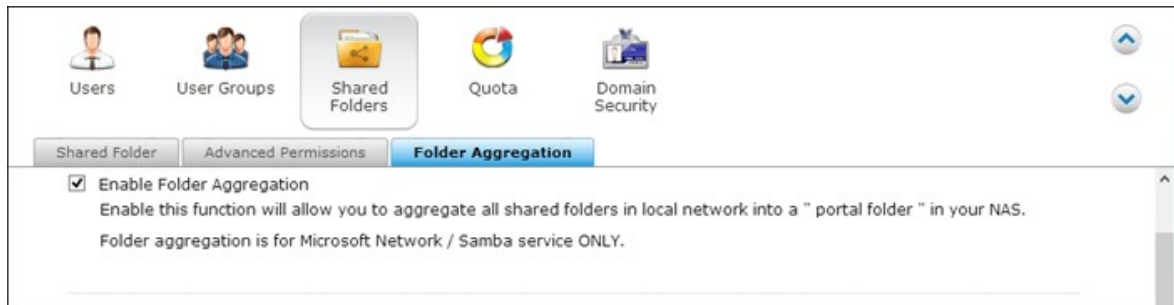 Users
User Groups
Shared
Folders
Quota
Domain
Security
Shared Folder
Advanced Permissions
Folder Aggregation
Enable Folder Aggregation
Enable this function will allow you to aggregate all shared folders in local network into a " portal folder " in your NAS.
Folder aggregation is for Microsoft Network / Samba service ONLY.